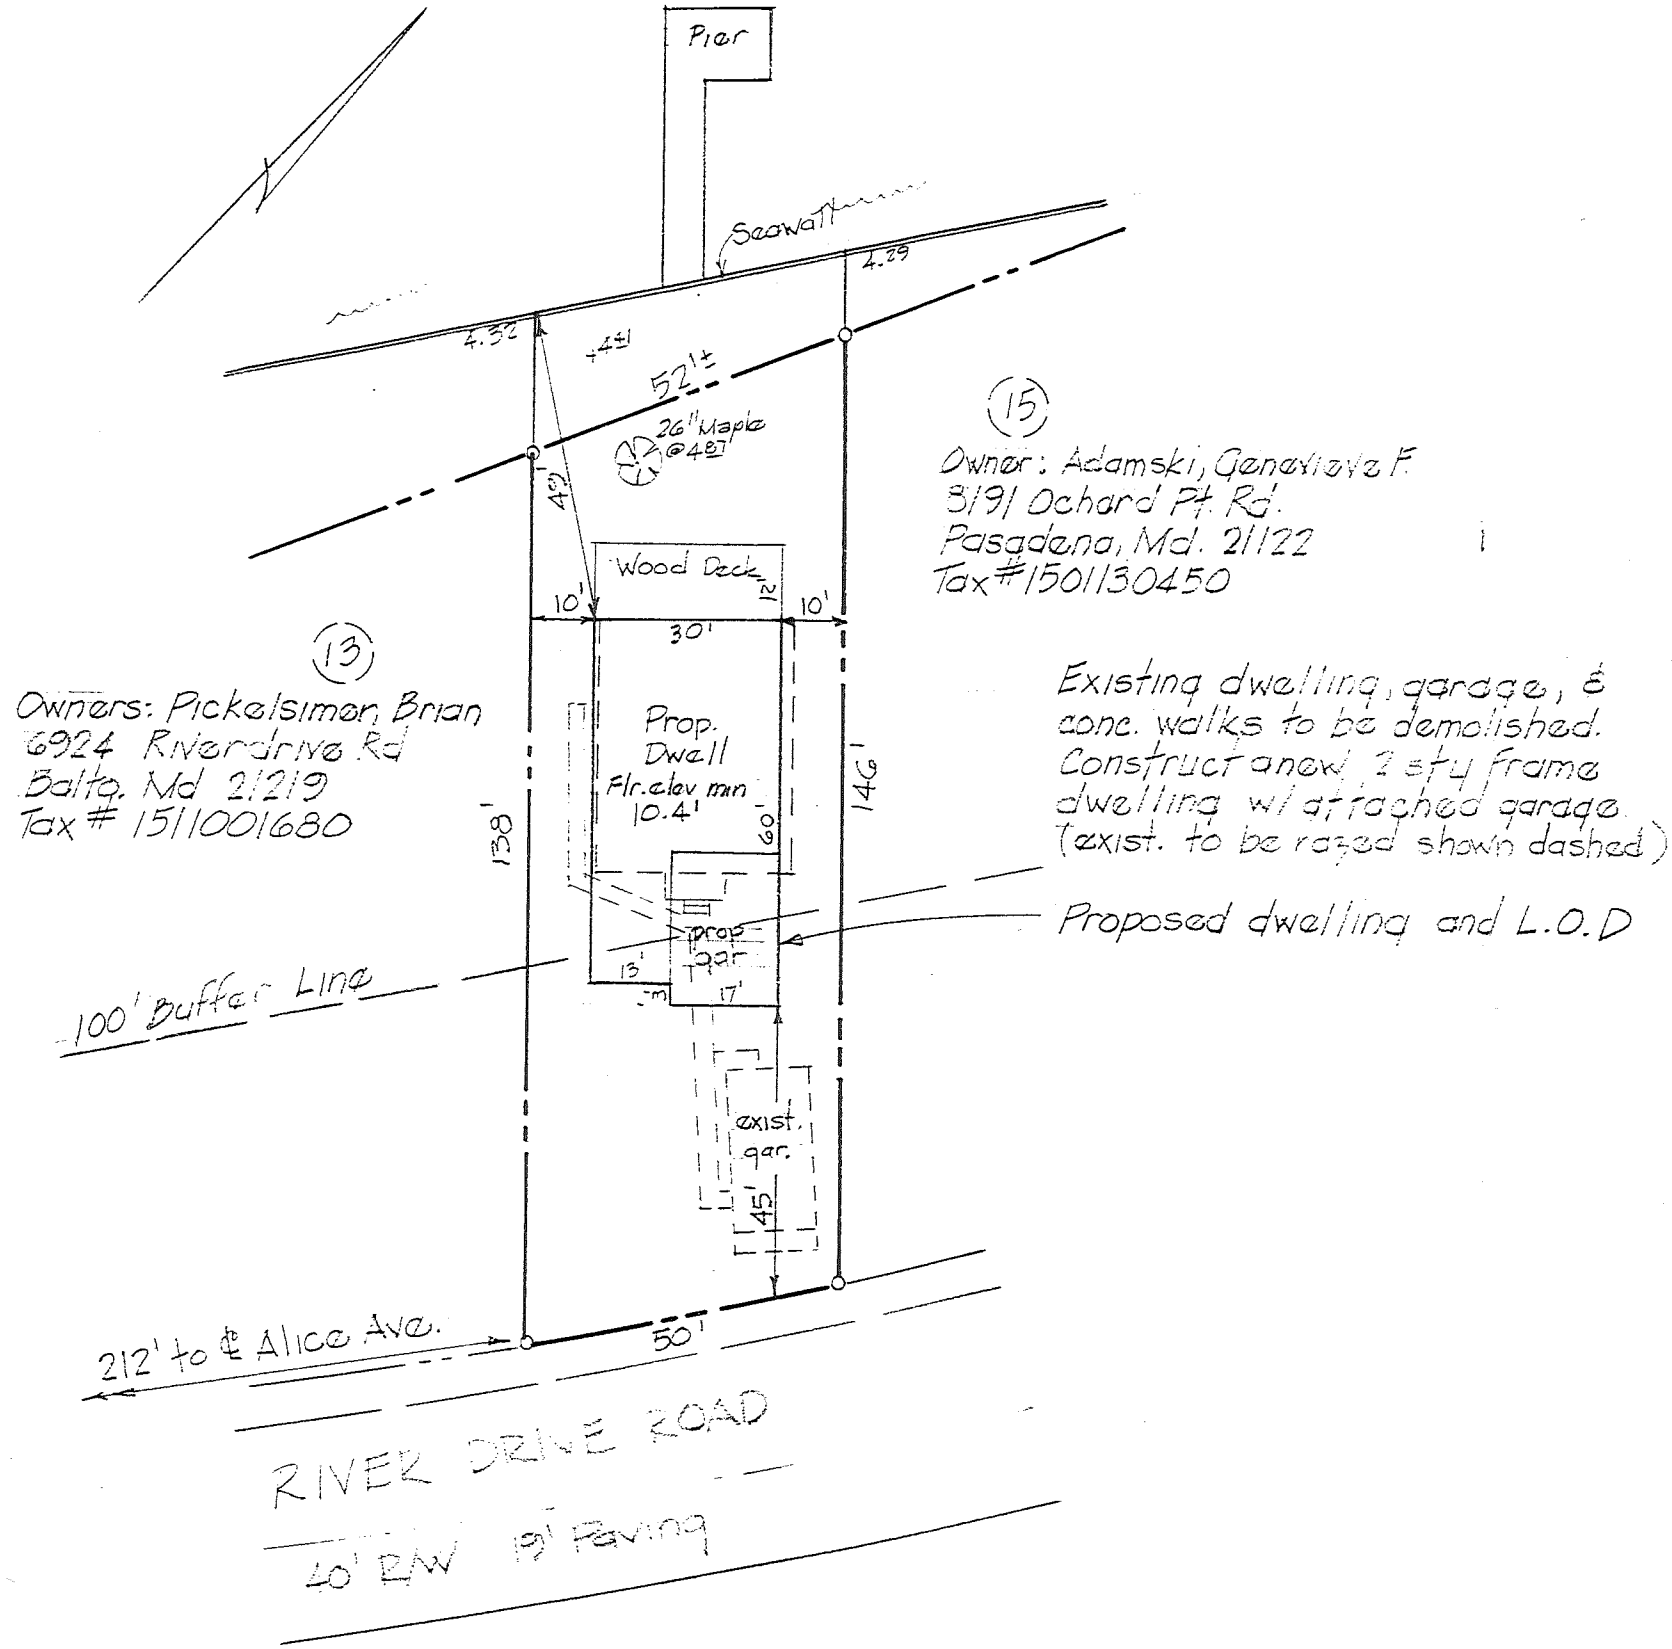 Pier
Seawall
4.29
4.32
+4 4/1
52'±
26" Maple
@ 4.87
49'
15
Owner: Adamski, Genevieve F.
8191 Ochard Pt. Rd.
Pasadena, Md. 21122
Tax # 1501130450
Wood Deck
12'
10'
30'
10'
13
Owners: Pickelsimer, Brian
6924 Riverdrive Rd
Balto. Md 21219
Tax # 1511001680
Prop.
Dwell
Flr. elev min
10.4'
60'
138'
146'
Existing dwelling, garage, &
conc. walks to be demolished.
Construct a new 2 sty frame
dwelling w/ attached garage.
(exist. to be razed shown dashed)
Proposed dwelling and L.O.D
100' Buffer Line
prop
gar
13'
3'
17'
exist.
gar.
45'
212' to ℄ Alice Ave.
50'
RIVER DRIVE ROAD
40' R/W 19' Paving